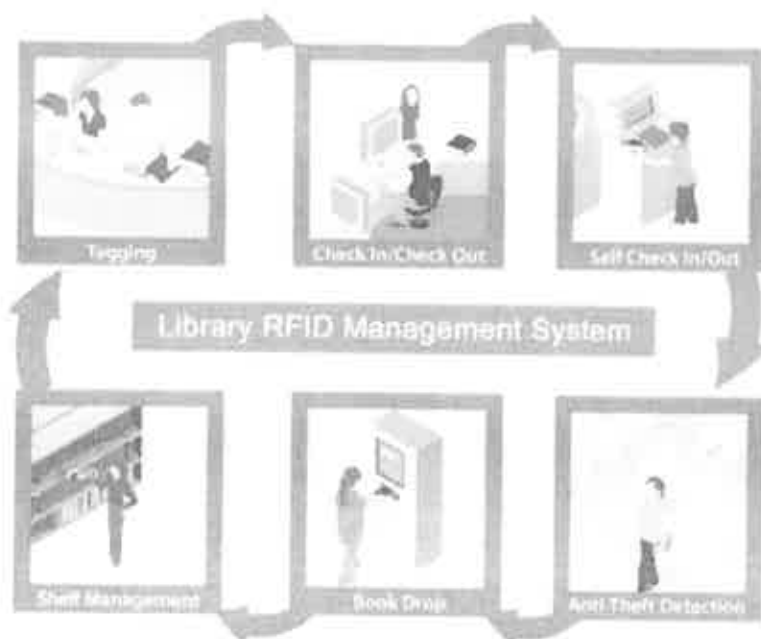 Tagging
Check In/Check Out
Self Check In/Out
Library RFID Management System
Shelf Management
Book Drop
Anti Theft Detection